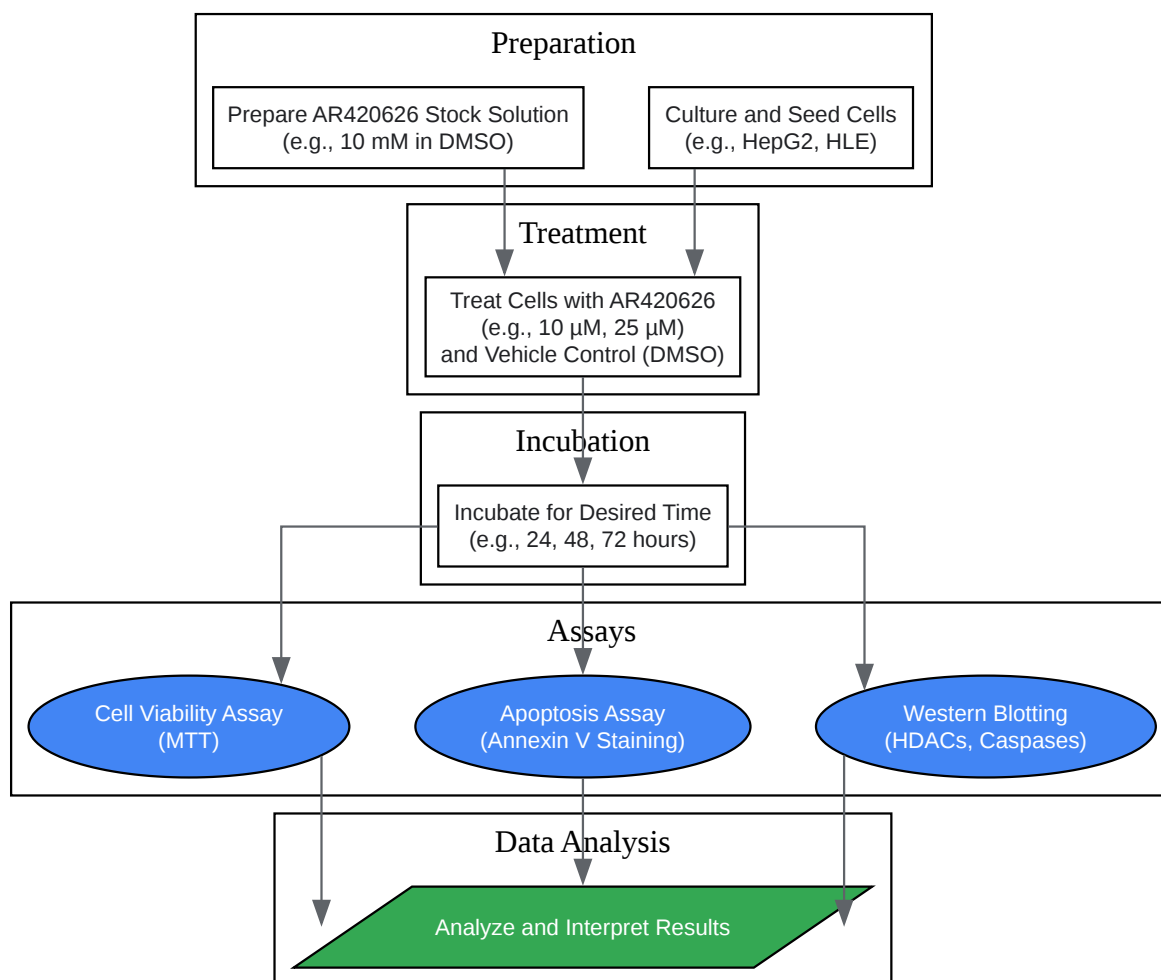 Preparation
Prepare AR420626 Stock Solution
(e.g., 10 mM in DMSO)
Culture and Seed Cells
(e.g., HepG2, HLE)
Treatment
Treat Cells with AR420626
(e.g., 10 µM, 25 µM)
and Vehicle Control (DMSO)
Incubation
Incubate for Desired Time
(e.g., 24, 48, 72 hours)
Assays
Cell Viability Assay
(MTT)
Apoptosis Assay
(Annexin V Staining)
Western Blotting
(HDACs, Caspases)
Data Analysis
Analyze and Interpret Results